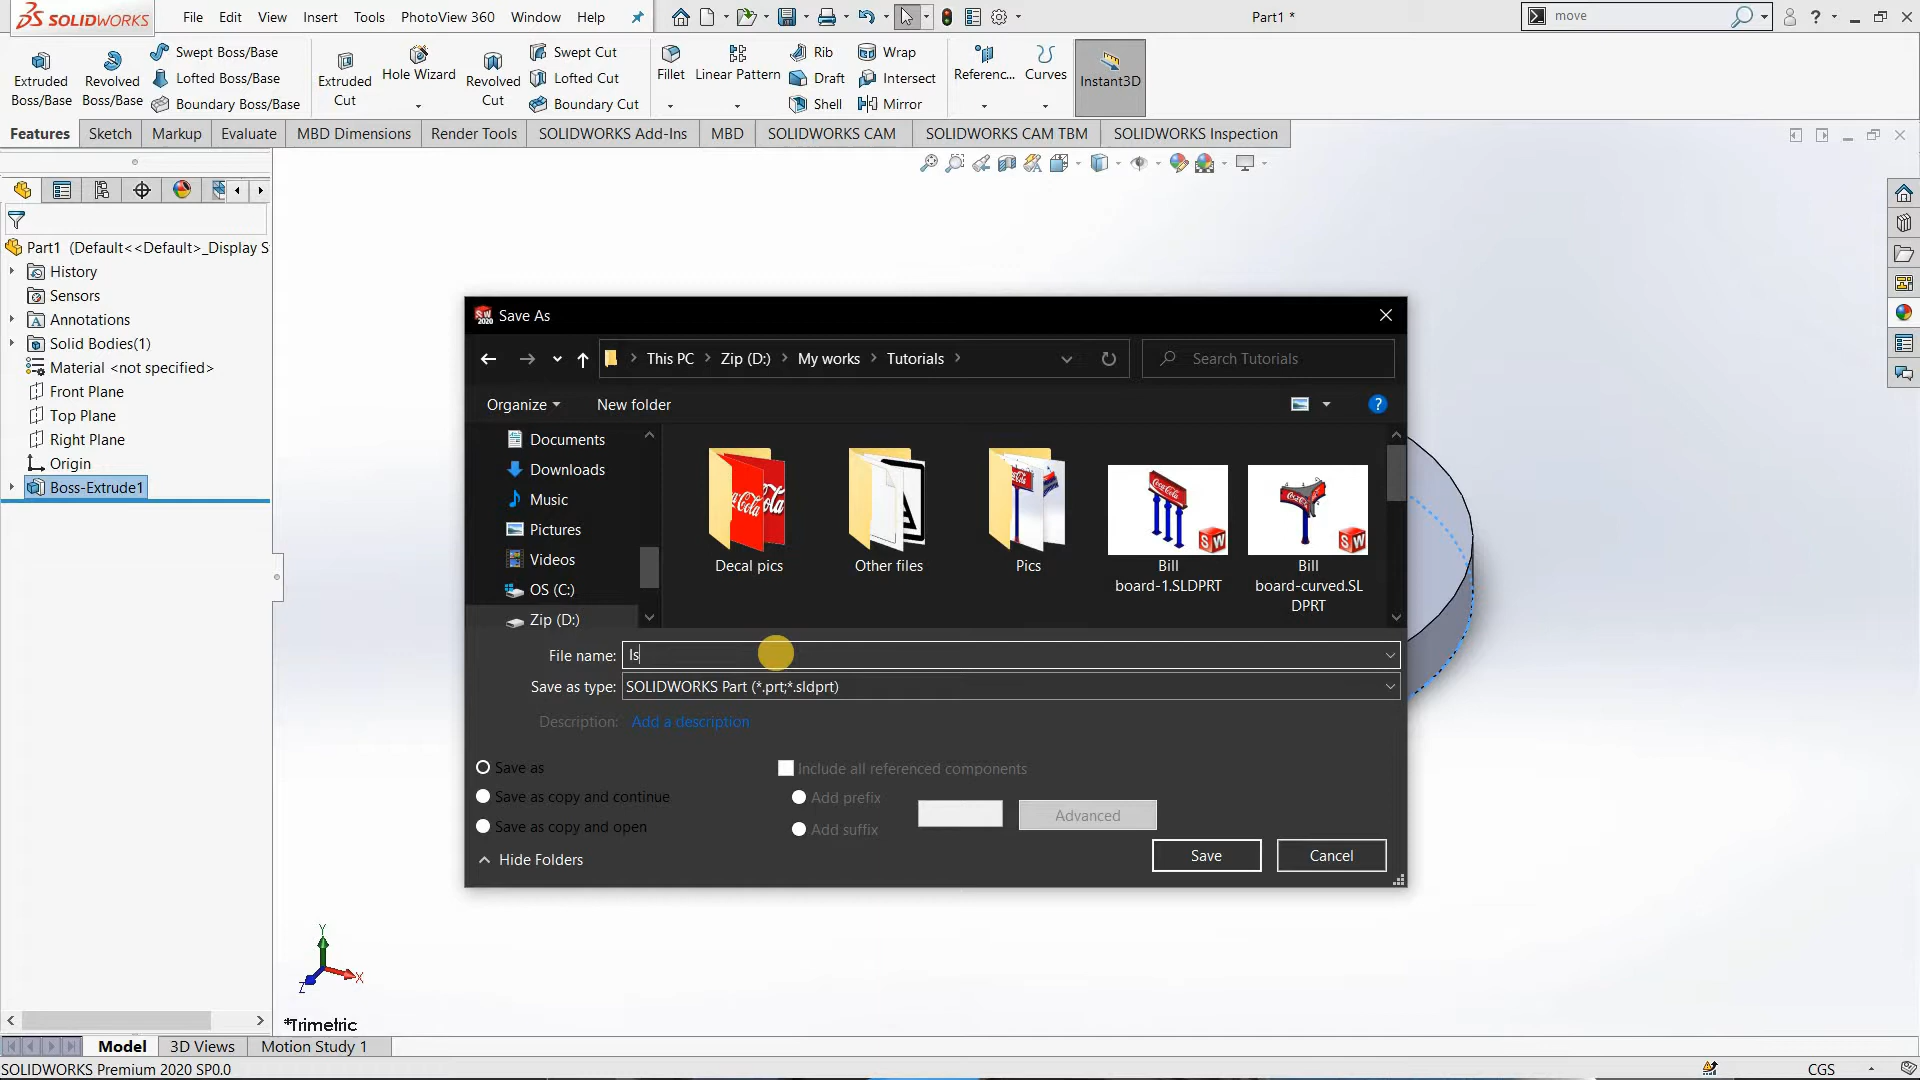 SOLIDWORKS
File Edit View Insert Tools PhotoView 360 Window Help
Part1 *
move
Extruded Boss/Base
Revolved Boss/Base
Swept Boss/Base
Lofted Boss/Base
Boundary Boss/Base
Extruded Cut
Hole Wizard
Revolved Cut
Swept Cut
Lofted Cut
Boundary Cut
Fillet
Linear Pattern
Rib
Draft
Shell
Wrap
Intersect
Mirror
Referenc...
Curves
Instant3D
Features Sketch Markup Evaluate MBD Dimensions Render Tools SOLIDWORKS Add-Ins MBD SOLIDWORKS CAM SOLIDWORKS CAM TBM SOLIDWORKS Inspection
Part1 (Default<<Default>_Display S
History
Sensors
Annotations
Solid Bodies(1)
Material <not specified>
Front Plane
Top Plane
Right Plane
Origin
Boss-Extrude1
SW 2020 Save As
This PC Zip (D:) My works Tutorials
Search Tutorials
Organize New folder
Documents
Downloads
Music
Pictures
Videos
OS (C:)
Zip (D:)
Decal pics
Other files
Pics
Bill
board-1.SLDPRT
Bill
board-curved.SL
DPRT
File name: Is
Save as type: SOLIDWORKS Part (*.prt;*.sldprt)
Description: Add a description
Save as
Save as copy and continue
Save as copy and open
Include all referenced components
Add prefix
Add suffix
Advanced
Hide Folders
Save
Cancel
Y
X
Z
*Trimetric
Model 3D Views Motion Study 1
SOLIDWORKS Premium 2020 SP0.0
CGS